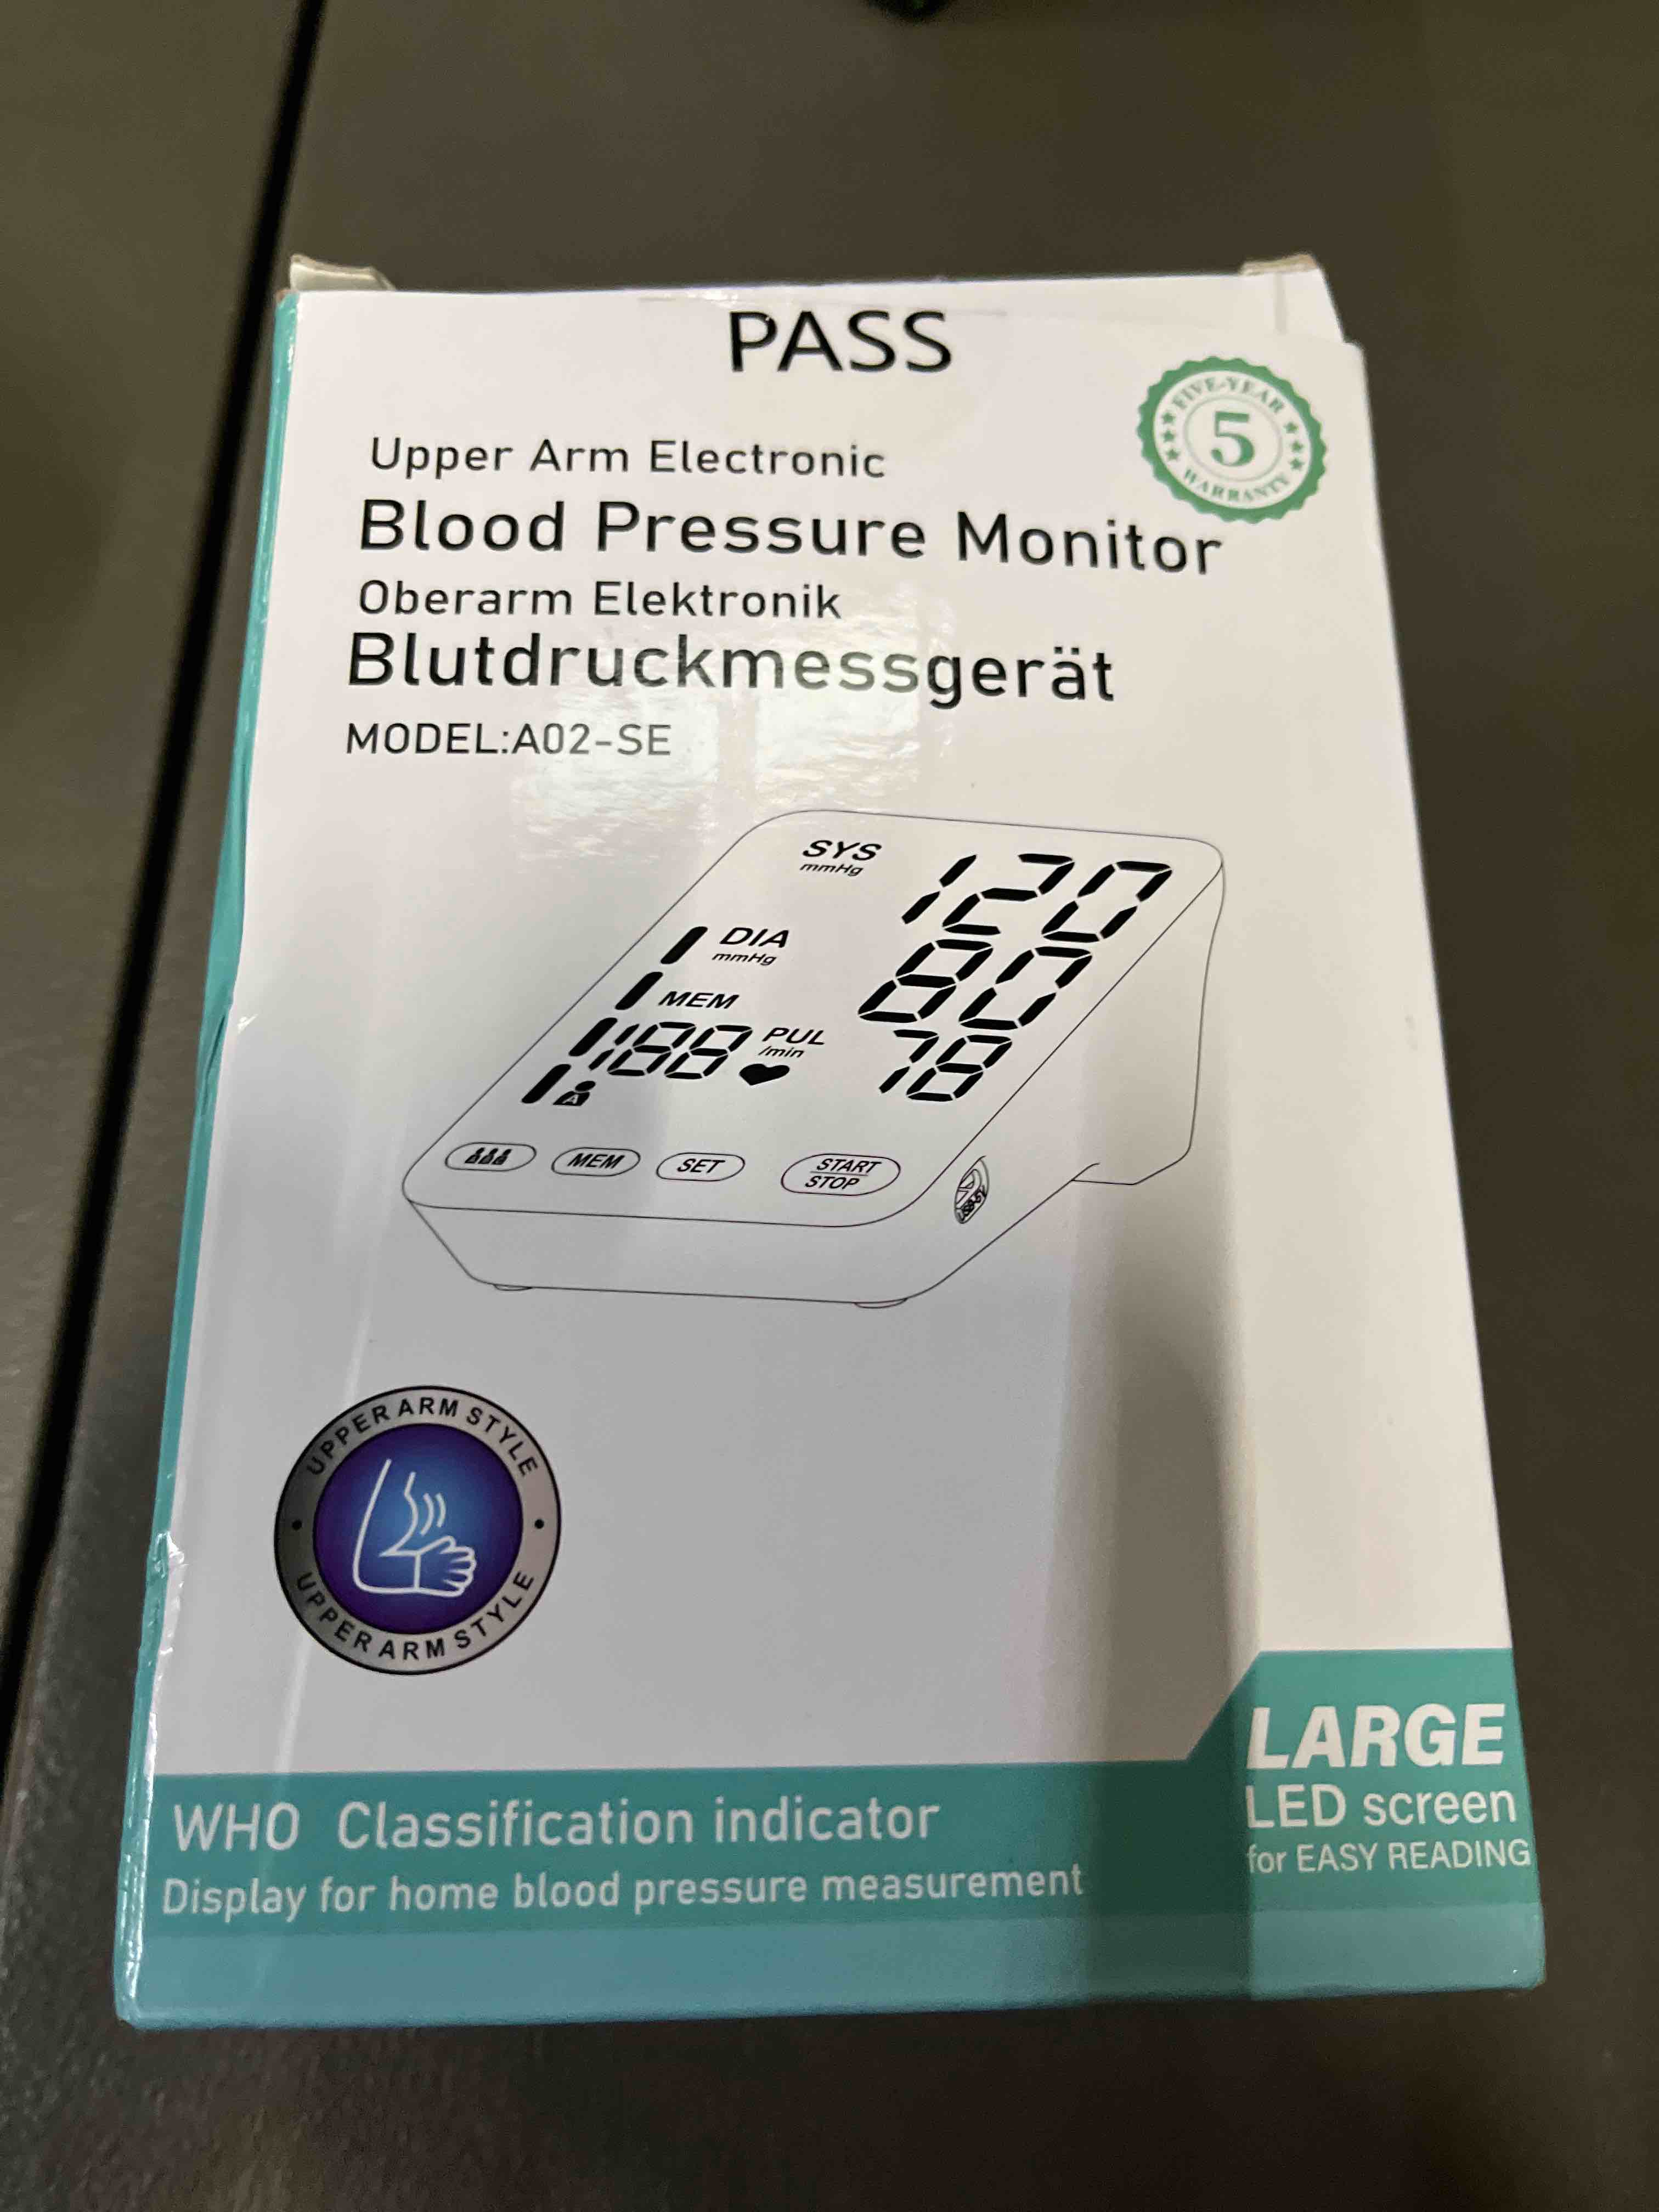 PASS
FIVE-YEAR
5
WARRANTY
Upper Arm Electronic
Blood Pressure Monitor
Oberarm Elektronik
Blutdruckmessgerät
MODEL:A02-SE
SYS
mmHg
120
DIA
mmHg
80
MEM
188
PUL
/min
78
A
MEM
SET
START
STOP
UPPER ARM STYLE
UPPER ARM STYLE
LARGE
LED screen
for EASY READING
WHO Classification indicator
Display for home blood pressure measurement